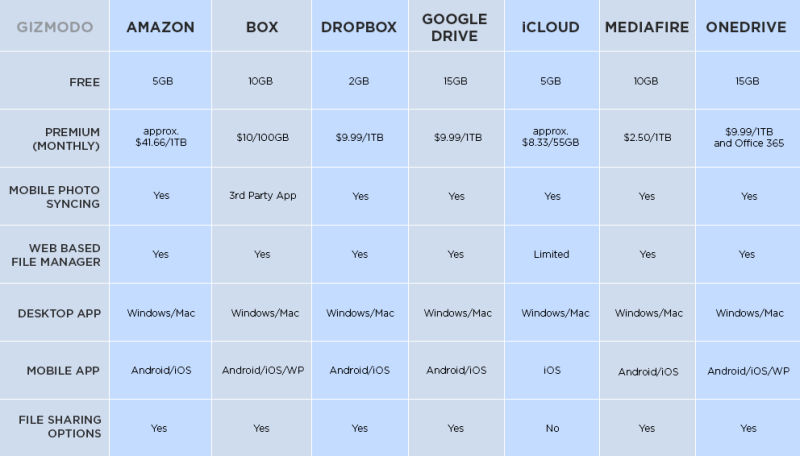 GIZMODO AMAZON BOX DROPBOX GOOGLE DRIVE iCLOUD MEDIAFIRE ONEDRIVE
FREE 5GB 10GB 2GB 15GB 5GB 10GB 15GB
PREMIUM (MONTHLY) approx. $41.66/1TB $10/100GB $9.99/1TB $9.99/1TB approx. $8.33/55GB $2.50/1TB $9.99/1TB and Office 365
MOBILE PHOTO SYNCING Yes 3rd Party App Yes Yes Yes Yes Yes
WEB BASED FILE MANAGER Yes Yes Yes Yes Limited Yes Yes
DESKTOP APP Windows/Mac Windows/Mac Windows/Mac Windows/Mac Windows/Mac Windows/Mac Windows/Mac
MOBILE APP Android/iOS Android/iOS/WP Android/iOS Android/iOS iOS Android/iOS Android/iOS/WP
FILE SHARING OPTIONS Yes Yes Yes Yes No Yes Yes